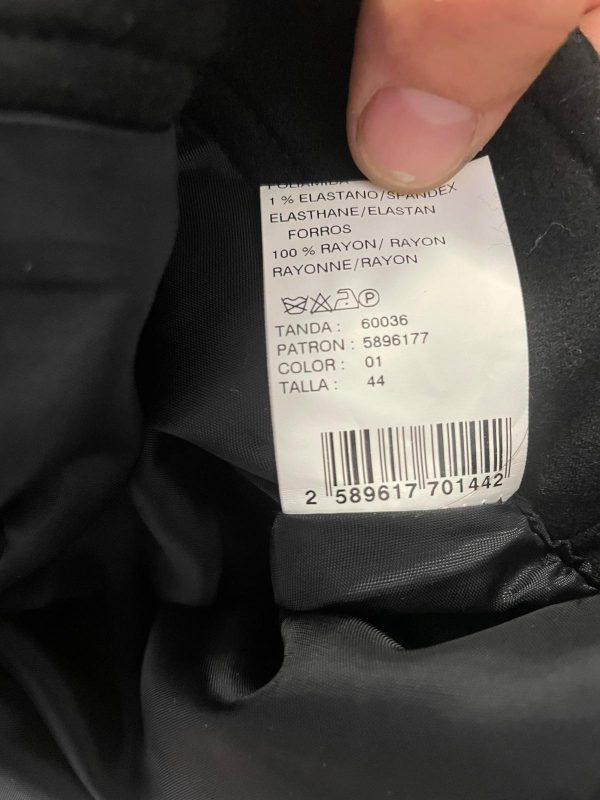 POLIAMIDA
1 % ELASTANO/SPANDEX
ELASTHANE/ELASTAN
FORROS
100 % RAYON/ RAYON
RAYONNE/RAYON
P
TANDA : 60036
PATRON : 5896177
COLOR : 01
TALLA : 44
2 589617 701442